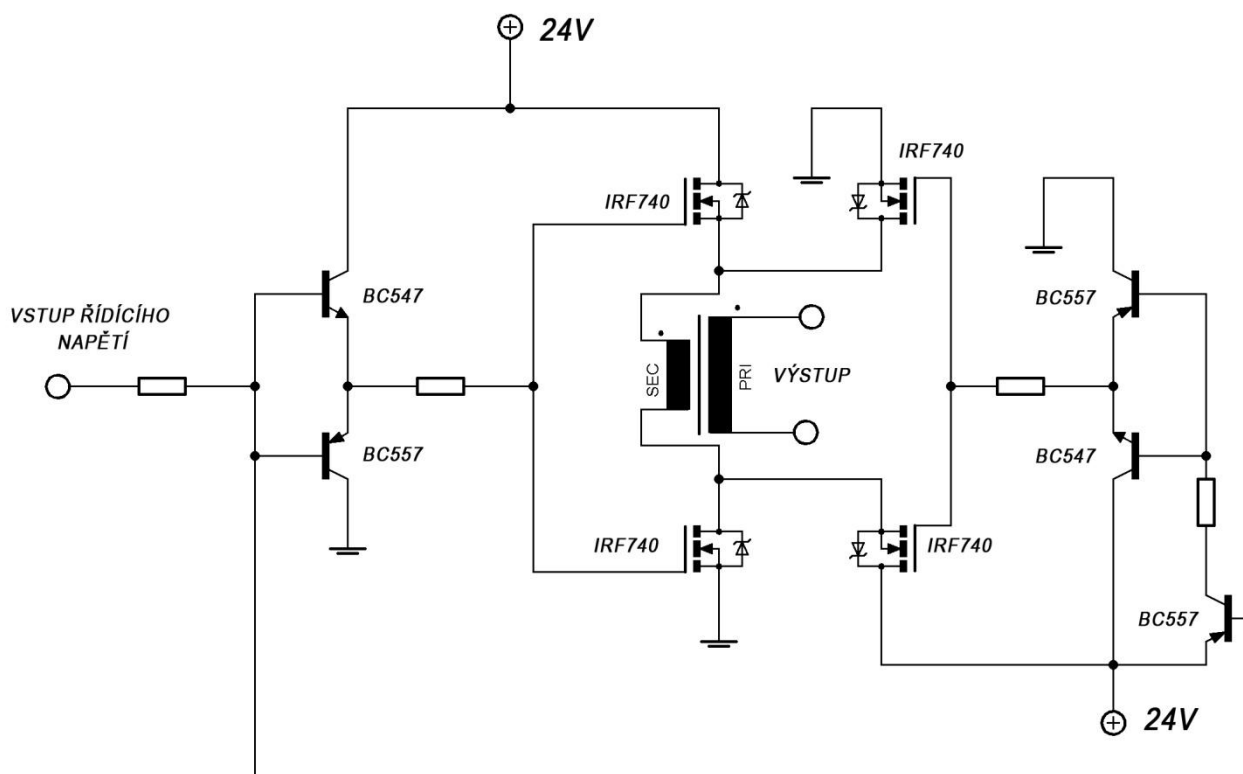 24V
IRF740
IRF740
BC547
BC557
VSTUP ŘÍDÍCÍHO
NAPĚTÍ
SEC
PRI
VÝSTUP
BC557
BC547
IRF740
IRF740
BC557
24V